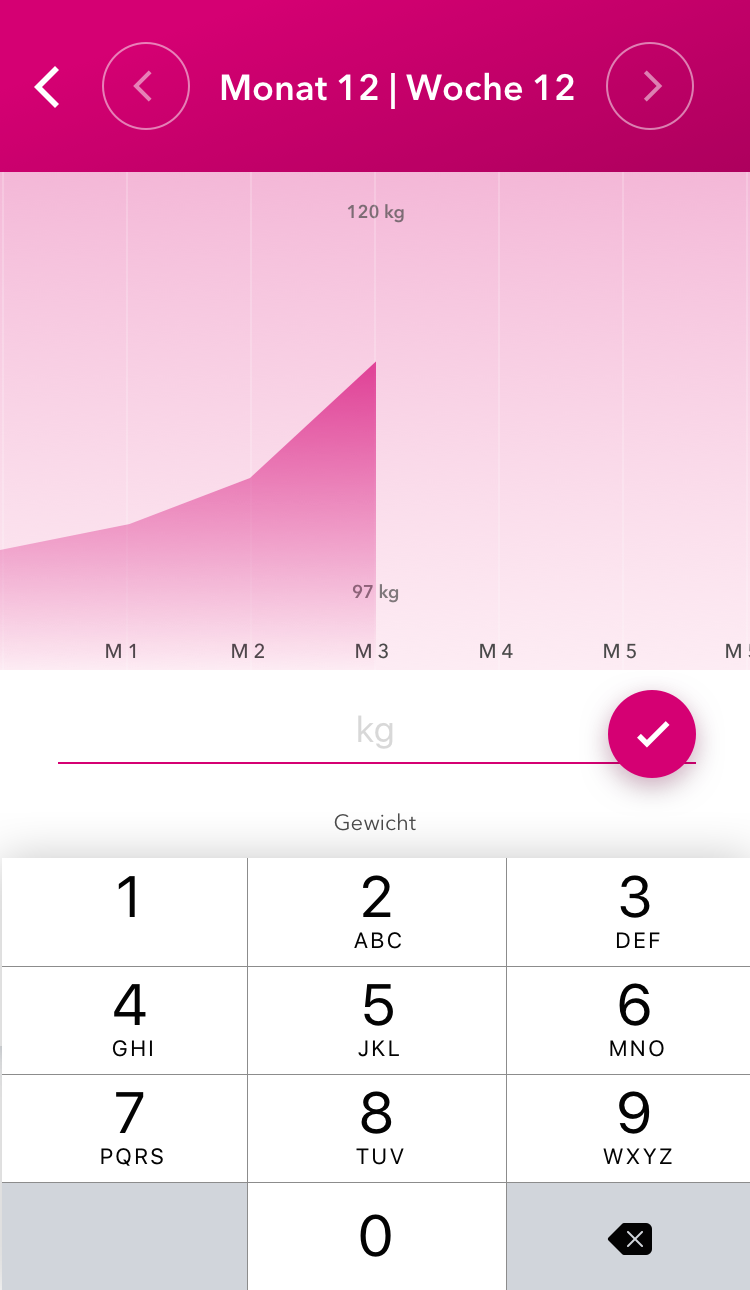 Monat 12 | Woche 12
120 kg
97 kg
M 1 M 2 M 3 M 4 M 5 M
kg
Gewicht
1 2 3
ABC DEF
4 5 6
GHI JKL MNO
7 8 9
PQRS TUV WXYZ
0